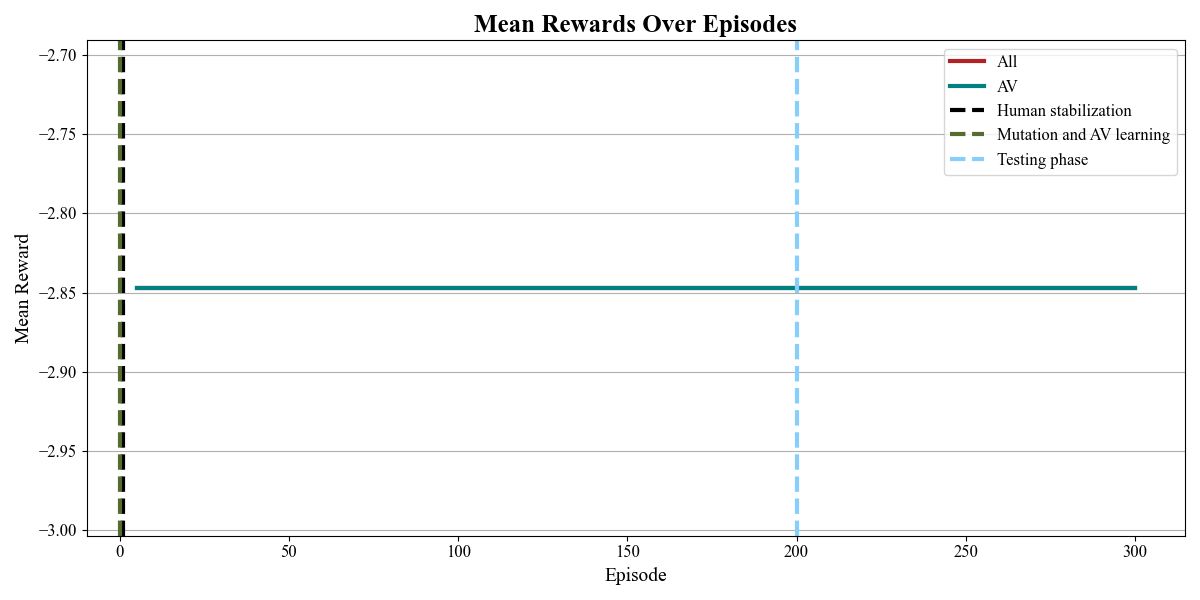 Mean Rewards Over Episodes
Mean Reward
−2.70
−2.75
−2.80
−2.85
−2.90
−2.95
−3.00
All
AV
Human stabilization
Mutation and AV learning
Testing phase
0 50 100 150 200 250 300
Episode